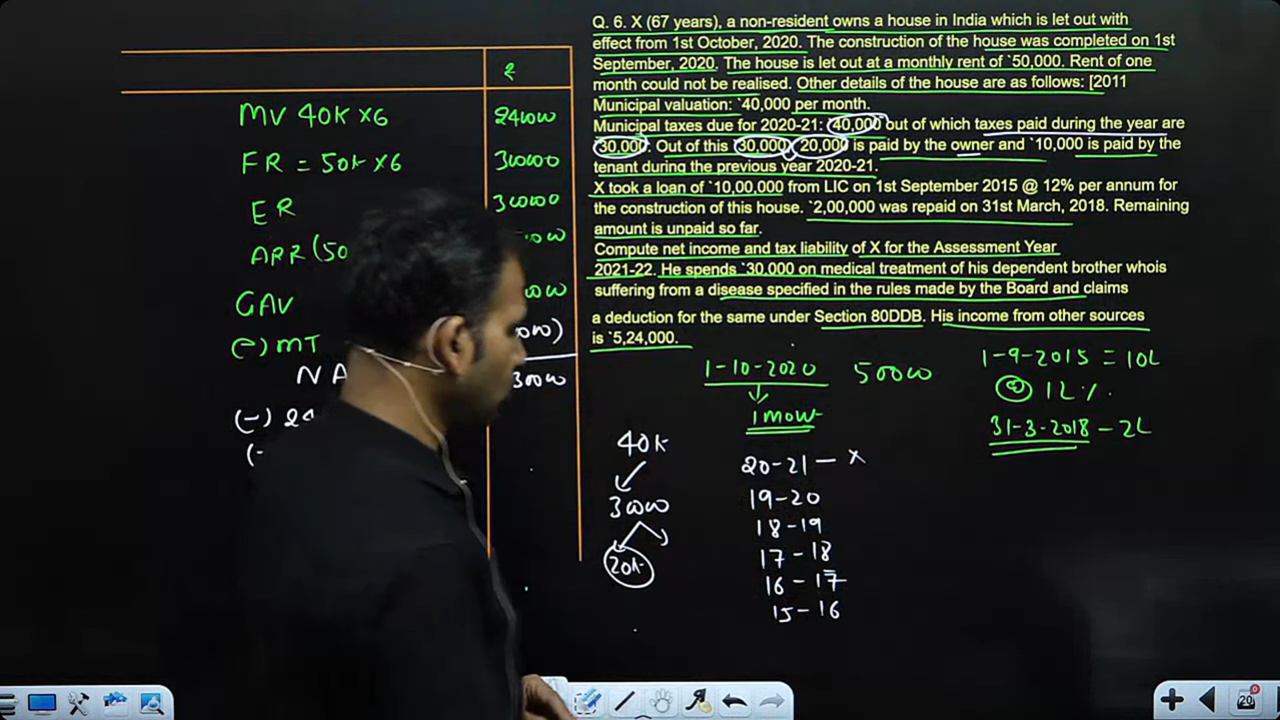 Q. 6. X (67 years), a non-resident owns a house in India which is let out with
effect from 1st October, 2020. The construction of the house was completed on 1st
September, 2020. The house is let out at a monthly rent of `50,000. Rent of one
month could not be realised. Other details of the house are as follows: [2011
Municipal valuation: `40,000 per month.
Municipal taxes due for 2020-21: `40,000 out of which taxes paid during the year are
`30,000. Out of this `30,000, `20,000 is paid by the owner and `10,000 is paid by the
tenant during the previous year 2020-21.
X took a loan of `10,00,000 from LIC on 1st September 2015 @ 12% per annum for
the construction of this house. `2,00,000 was repaid on 31st March, 2018. Remaining
amount is unpaid so far.
Compute net income and tax liability of X for the Assessment Year
2021-22. He spends `30,000 on medical treatment of his dependent brother whois
suffering from a disease specified in the rules made by the Board and claims
a deduction for the same under Section 80DDB. His income from other sources
is `5,24,000.
₹
MV 40K X6 240000
FR = 50K X6 300000
ER 300000
ARR (50
GAV
(-) MT
NA 30000
(-)
(-
1-10-2020 50000
1 mon
40K
30000
20K
20-21 - X
19-20
18-19
17-18
16-17
15-16
1-9-2015 = 10L
@ 12%.
31-3-2018 - 2L
20